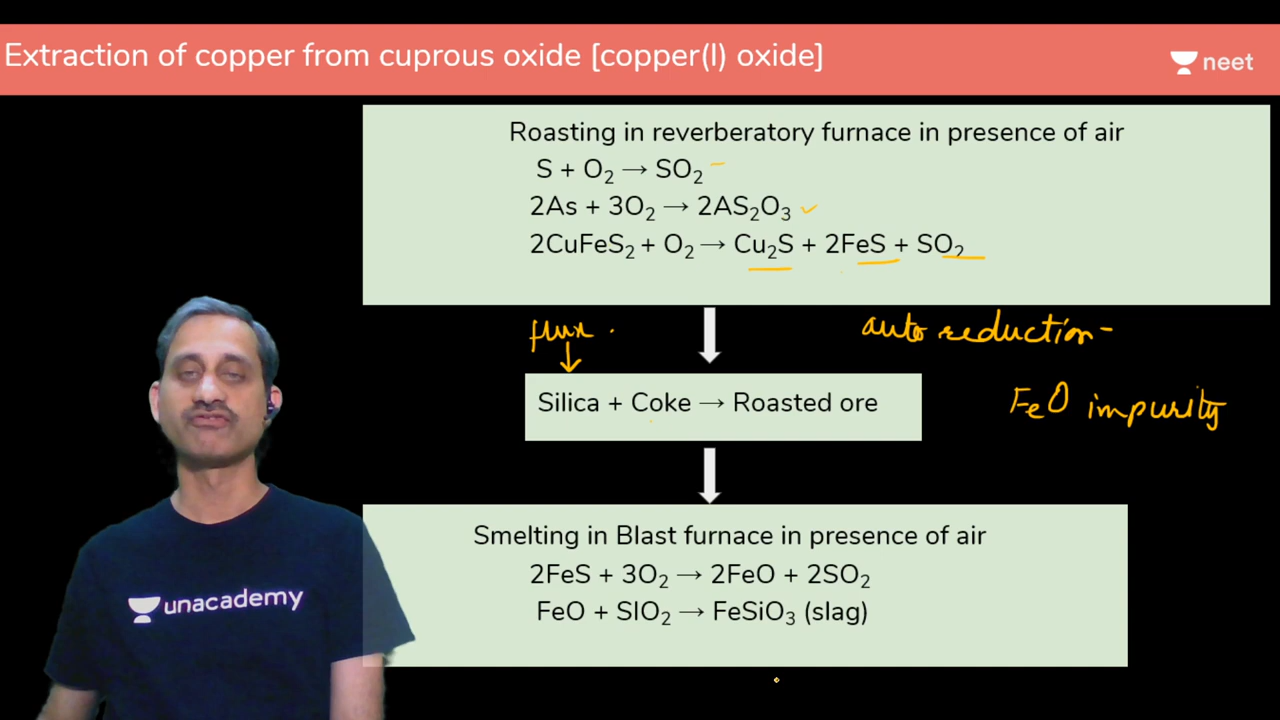 Extraction of copper from cuprous oxide [copper(I) oxide]
neet
Roasting in reverberatory furnace in presence of air
S + O₂ → SO₂
2As + 3O₂ → 2AS₂O₃
2CuFeS₂ + O₂ → Cu₂S + 2FeS + SO₂
flux.
auto reduction-
Silica + Coke → Roasted ore
FeO impurity
Smelting in Blast furnace in presence of air
2FeS + 3O₂ → 2FeO + 2SO₂
FeO + SIO₂ → FeSiO₃ (slag)
unacademy